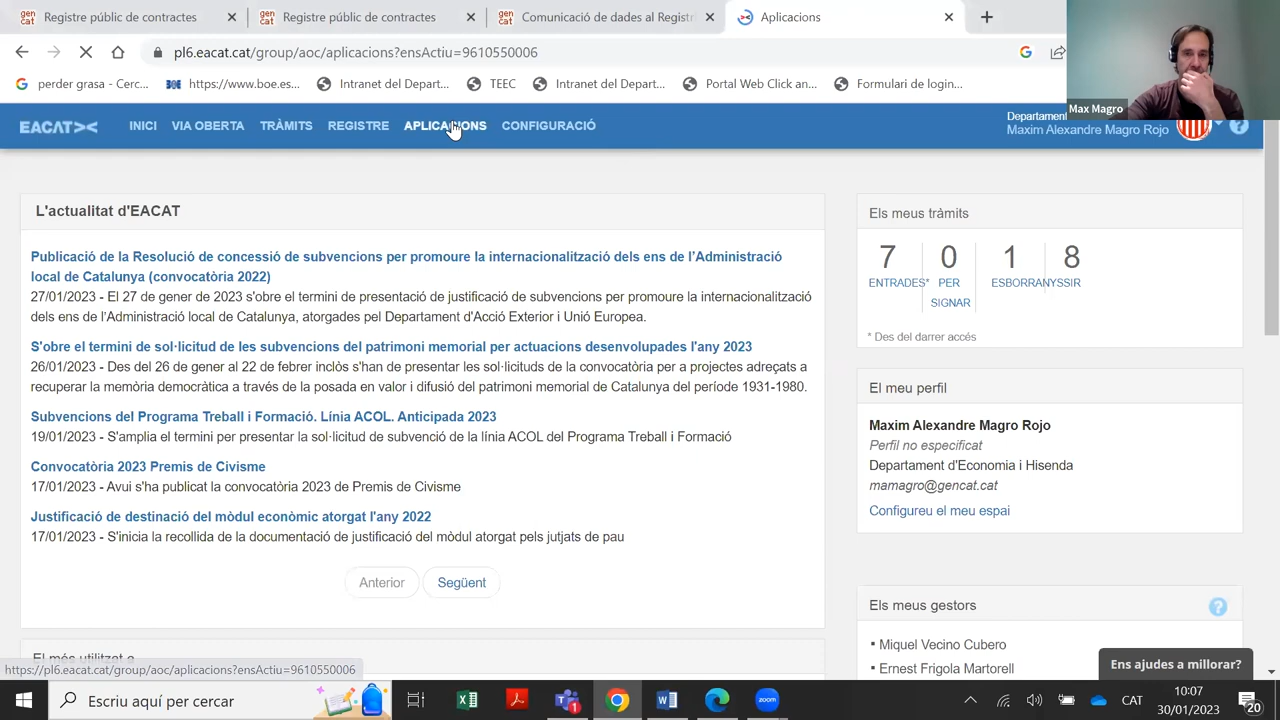 Registre públic de contractes
Registre públic de contractes
Comunicació de dades al Registr
Aplicacions
pl6.eacat.cat/group/aoc/aplicacions?ensActiu=9610550006
perder grasa - Cerc...
https://www.boe.es...
Intranet del Depart...
TEEC
Intranet del Depart...
Portal Web Click an...
Formulari de login...
Max Magro
EACAT
INICI
VIA OBERTA
TRÀMITS
REGISTRE
APLICACIONS
CONFIGURACIÓ
Departament
Maxim Alexandre Magro Rojo
L'actualitat d'EACAT
Publicació de la Resolució de concessió de subvencions per promoure la internacionalització dels ens de l'Administració
local de Catalunya (convocatòria 2022)
27/01/2023 - El 27 de gener de 2023 s'obre el termini de presentació de justificació de subvencions per promoure la internacionalització
dels ens de l'Administració local de Catalunya, atorgades pel Departament d'Acció Exterior i Unió Europea.
S'obre el termini de sol·licitud de les subvencions del patrimoni memorial per actuacions desenvolupades l'any 2023
26/01/2023 - Des del 26 de gener al 22 de febrer inclòs s'han de presentar les sol·licituds de la convocatòria per a projectes adreçats a
recuperar la memòria democràtica a través de la posada en valor i difusió del patrimoni memorial de Catalunya del període 1931-1980.
Subvencions del Programa Treball i Formació. Línia ACOL. Anticipada 2023
19/01/2023 - S'amplia el termini per presentar la sol·licitud de subvenció de la línia ACOL del Programa Treball i Formació
Convocatòria 2023 Premis de Civisme
17/01/2023 - Avui s'ha publicat la convocatòria 2023 de Premis de Civisme
Justificació de destinació del mòdul econòmic atorgat l'any 2022
17/01/2023 - S'inicia la recollida de la documentació de justificació del mòdul atorgat pels jutjats de pau
Anterior
Següent
El més utilitzat a
Els meus tràmits
7
0
1
8
ENTRADES*
PER
SIGNAR
ESBORRANYS
SIR
* Des del darrer accés
El meu perfil
Maxim Alexandre Magro Rojo
Perfil no especificat
Departament d'Economia i Hisenda
mamagro@gencat.cat
Configureu el meu espai
Els meus gestors
▪ Miquel Vecino Cubero
▪ Ernest Frigola Martorell
Ens ajudes a millorar?
https://pl6.eacat.cat/group/aoc/aplicacions?ensActiu=9610550006
Escriu aquí per cercar
CAT
10:07
30/01/2023
20